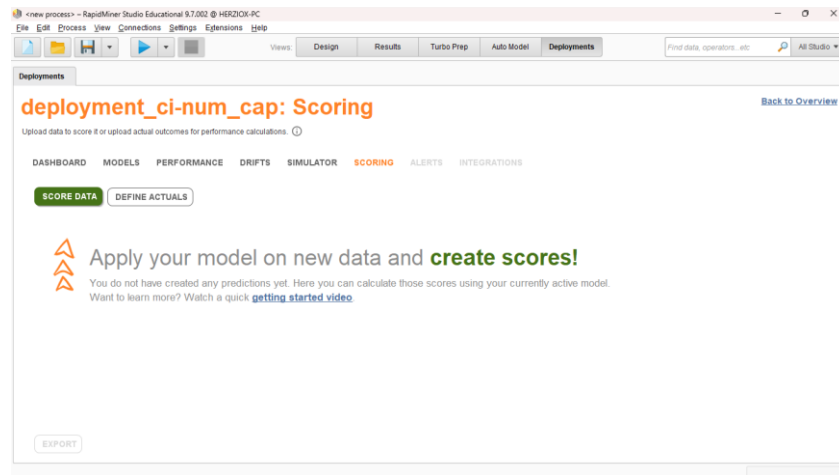 <new process> – RapidMiner Studio Educational 9.7.002 @ HERZIOX-PC
File Edit Process View Connections Settings Extensions Help
Views: Design Results Turbo Prep Auto Model Deployments Find data, operators...etc All Studio
Deployments
deployment_ci-num_cap: Scoring
Back to Overview
Upload data to score it or upload actual outcomes for performance calculations.
DASHBOARD MODELS PERFORMANCE DRIFTS SIMULATOR SCORING ALERTS INTEGRATIONS
SCORE DATA DEFINE ACTUALS
Apply your model on new data and create scores!
You do not have created any predictions yet. Here you can calculate those scores using your currently active model.
Want to learn more? Watch a quick getting started video.
EXPORT